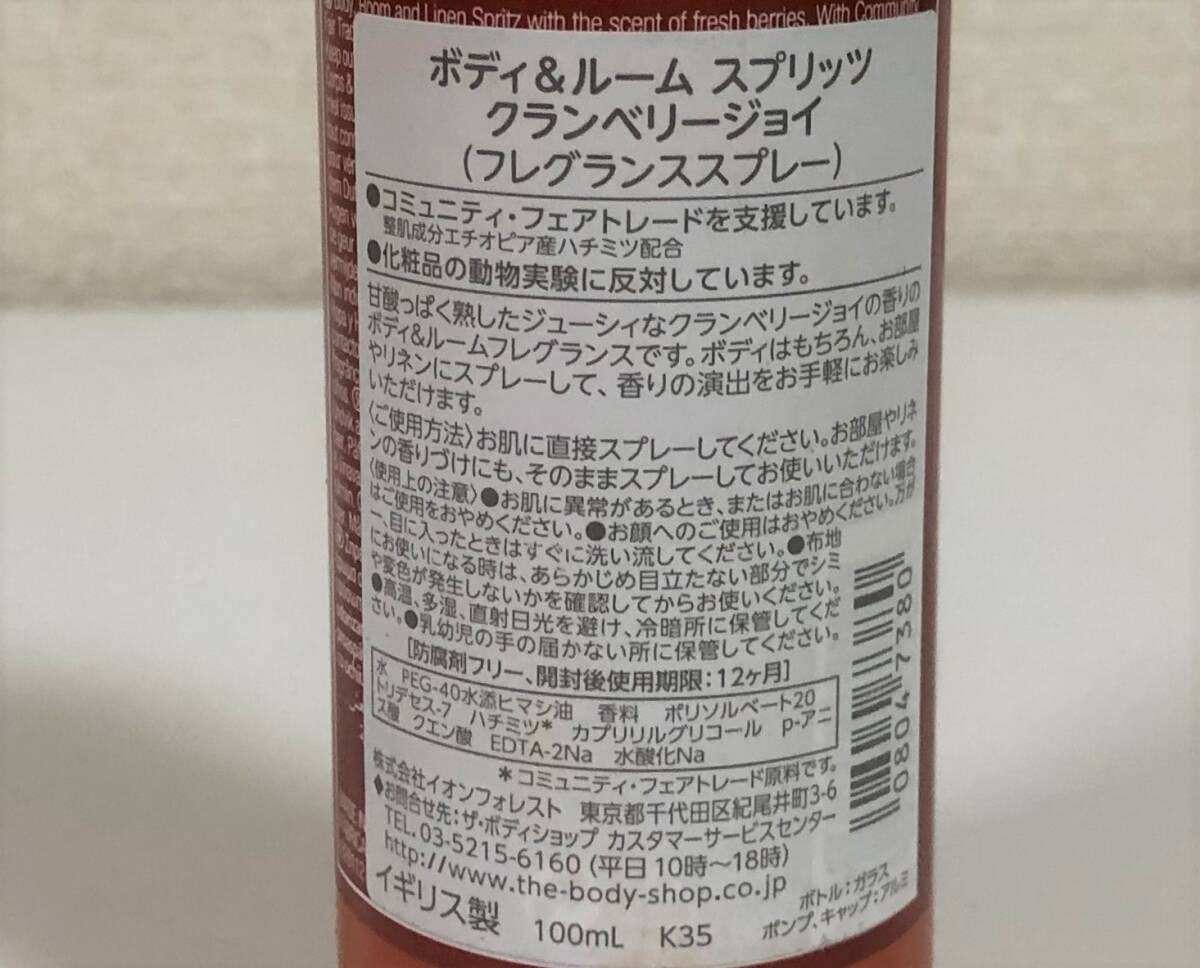 Room and Linen Spritz with the scent of fresh berries. With Community
ボディ&ルーム スプリッツ
クランベリージョイ
(フレグランススプレー)
●コミュニティ・フェアトレードを支援しています。
整肌成分エチオピア産ハチミツ配合
●化粧品の動物実験に反対しています。
甘酸っぱく熟したジューシィなクランベリージョイの香りの
ボディ&ルームフレグランスです。ボディはもちろん、お部屋
やリネンにスプレーして、香りの演出をお手軽にお楽しみ
いただけます。
〈ご使用方法〉お肌に直接スプレーしてください。お部屋やリネ
ンの香りづけにも、そのままスプレーしてお使いいただけます。
〈使用上の注意〉●お肌に異常があるとき、またはお肌に合わない場合
はご使用をおやめください。●お顔へのご使用はおやめください。万が
一、目に入ったときはすぐに洗い流してください。●布地
にお使いになる時は、あらかじめ目立たない部分でシミ
や変色が発生しないかを確認してからお使いください。
●高温、多湿、直射日光を避け、冷暗所に保管してくだ
さい。●乳幼児の手の届かない所に保管してください。
[防腐剤フリー、開封後使用期限:12ヶ月]
水 PEG-40水添ヒマシ油 香料 ポリソルベート20
トリデセス-7 ハチミツ* カプリリルグリコール p-アニ
ス酸 クエン酸 EDTA-2Na 水酸化Na
*コミュニティ・フェアトレード原料です。
株式会社イオンフォレスト 東京都千代田区紀尾井町3-6
◆お問合せ先:ザ・ボディショップ カスタマーサービスセンター
TEL. 03-5215-6160 (平日10時〜18時)
http://www.the-body-shop.co.jp
イギリス製 100mL K35
ボトル:ガラス
ポンプ、キャップ:アルミ
08737380